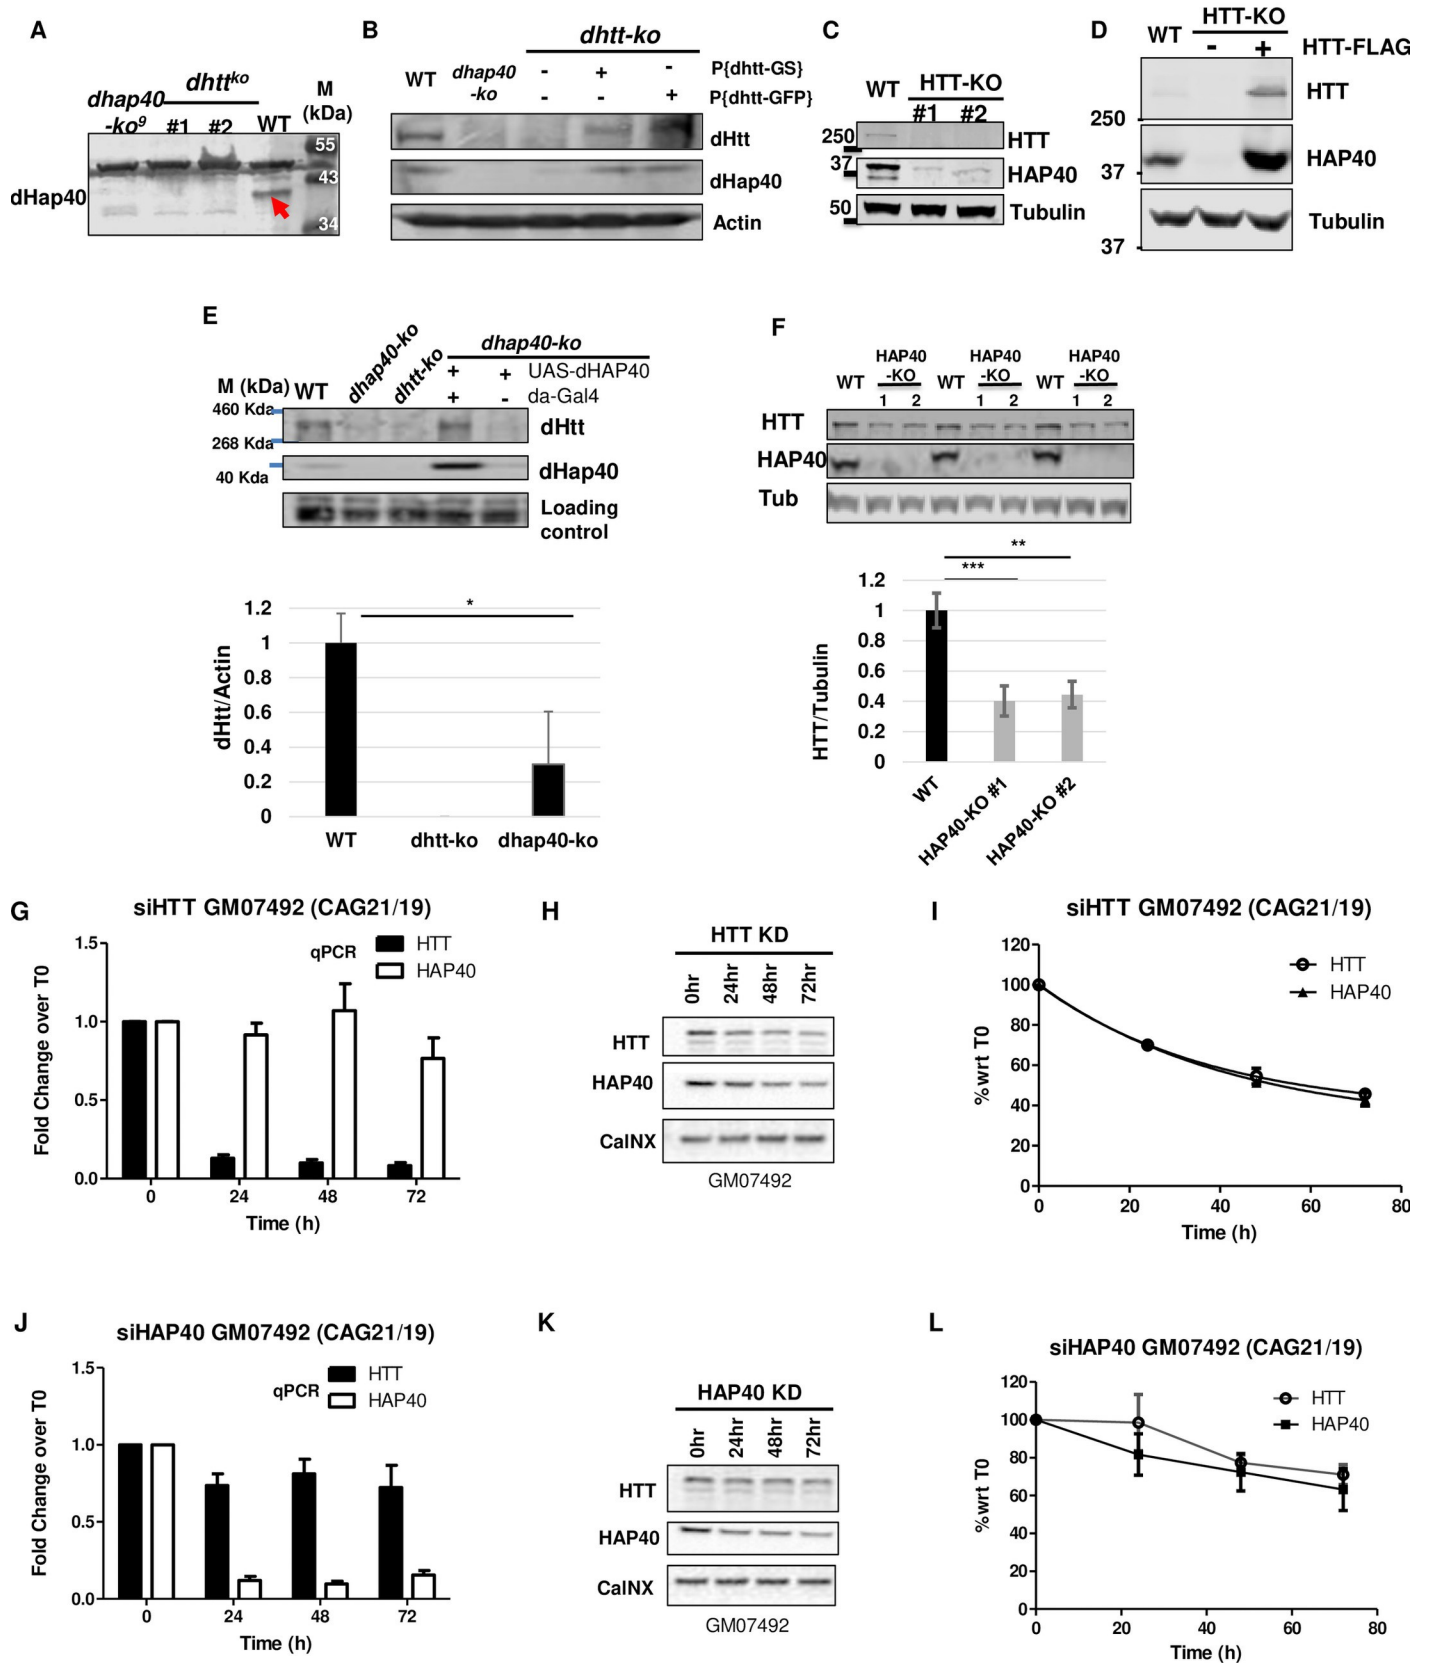 A
dhap40
-ko9
dhttko
#1
#2
WT
M
(kDa)
55
43
34
dHap40
B
dhtt-ko
WT
dhap40
-ko
- + - P{dhtt-GS}
- - + P{dhtt-GFP}
dHtt
dHap40
Actin
C
WT
HTT-KO
#1 #2
250
HTT
37
HAP40
50
Tubulin
D
WT
HTT-KO
- + HTT-FLAG
HTT
250
HAP40
37
Tubulin
37
E
M (kDa)
WT
dhap40-ko
dhtt-ko
dhap40-ko
+ + UAS-dHAP40
+ - da-Gal4
460 Kda
dHtt
268 Kda
dHap40
40 Kda
Loading
control
dHtt/Actin
1.2
1
0.8
0.6
0.4
0.2
0
*
WT
dhtt-ko
dhap40-ko
F
WT
HAP40
-KO
1 2
WT
HAP40
-KO
1 2
WT
HAP40
-KO
1 2
HTT
HAP40
Tub
HTT/Tubulin
1.2
1
0.8
0.6
0.4
0.2
0
**
***
WT
HAP40-KO #1
HAP40-KO #2
G
siHTT GM07492 (CAG21/19)
qPCR
HTT
HAP40
Fold Change over T0
1.5
1.0
0.5
0.0
0 24 48 72
Time (h)
H
HTT KD
0hr
24hr
48hr
72hr
HTT
HAP40
CalNX
GM07492
I
siHTT GM07492 (CAG21/19)
HTT
HAP40
%wrt T0
120
100
80
60
40
20
0
0 20 40 60 80
Time (h)
J
siHAP40 GM07492 (CAG21/19)
qPCR
HTT
HAP40
Fold Change over T0
1.5
1.0
0.5
0.0
0 24 48 72
Time (h)
K
HAP40 KD
0hr
24hr
48hr
72hr
HTT
HAP40
CalNX
GM07492
L
siHAP40 GM07492 (CAG21/19)
HTT
HAP40
%wrt T0
120
100
80
60
40
20
0
0 20 40 60 80
Time (h)